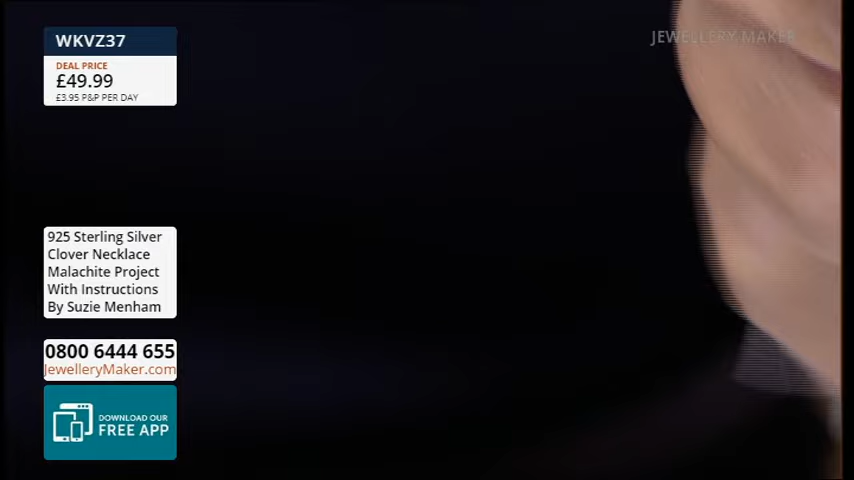 WKVZ37
DEAL PRICE
£49.99
£3.95 P&P PER DAY
JEWELLERY MAKER
925 Sterling Silver
Clover Necklace
Malachite Project
With Instructions
By Suzie Menham
0800 6444 655
JewelleryMaker.com
DOWNLOAD OUR
FREE APP